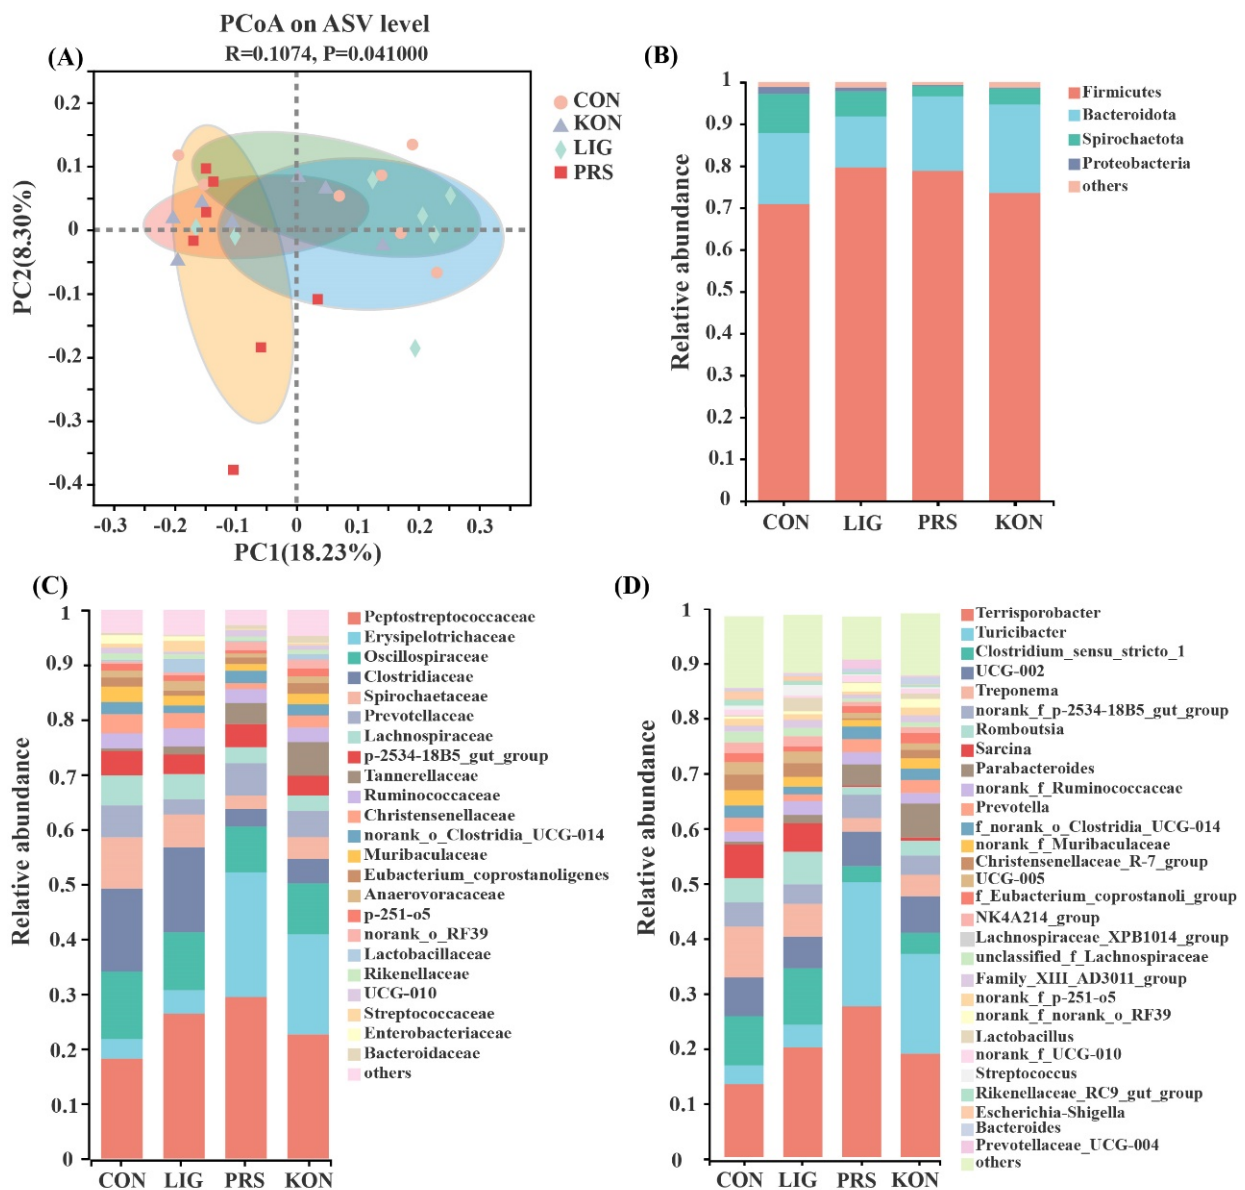 PCoA on ASV level
R=0.1074, P=0.041000
(A)
0.2
0.1
0
-0.1
-0.2
-0.3
-0.4
PC2(8.30%)
-0.3
-0.2
-0.1
0
0.1
0.2
0.3
PC1(18.23%)
CON
KON
LIG
PRS
(B)
1
0.9
0.8
0.7
0.6
0.5
0.4
0.3
0.2
0.1
0
Relative abundance
CON
LIG
PRS
KON
Firmicutes
Bacteroidota
Spirochaetota
Proteobacteria
others
(C)
1
0.9
0.8
0.7
0.6
0.5
0.4
0.3
0.2
0.1
0
Relative abundance
CON
LIG
PRS
KON
Peptostreptococcaceae
Erysipelotrichaceae
Oscillospiraceae
Clostridiaceae
Spirochaetaceae
Prevotellaceae
Lachnospiraceae
p-2534-18B5_gut_group
Tannerellaceae
Ruminococcaceae
Christensenellaceae
norank_o_Clostridia_UCG-014
Muribaculaceae
Eubacterium_coprostanoligenes
Anaerovoracaceae
p-251-o5
norank_o_RF39
Lactobacillaceae
Rikenellaceae
UCG-010
Streptococcaceae
Enterobacteriaceae
Bacteroidaceae
others
(D)
1
0.9
0.8
0.7
0.6
0.5
0.4
0.3
0.2
0.1
0
Relative abundance
CON
LIG
PRS
KON
Terrisporobacter
Turicibacter
Clostridium_sensu_stricto_1
UCG-002
Treponema
norank_f_p-2534-18B5_gut_group
Romboutsia
Sarcina
Parabacteroides
norank_f_Ruminococcaceae
Prevotella
f_norank_o_Clostridia_UCG-014
norank_f_Muribaculaceae
Christensenellaceae_R-7_group
UCG-005
f_Eubacterium_coprostanoli_group
NK4A214_group
Lachnospiraceae_XPB1014_group
unclassified_f_Lachnospiraceae
Family_XIII_AD3011_group
norank_f_p-251-o5
norank_f_norank_o_RF39
Lactobacillus
norank_f_UCG-010
Streptococcus
Rikenellaceae_RC9_gut_group
Escherichia-Shigella
Bacteroides
Prevotellaceae_UCG-004
others